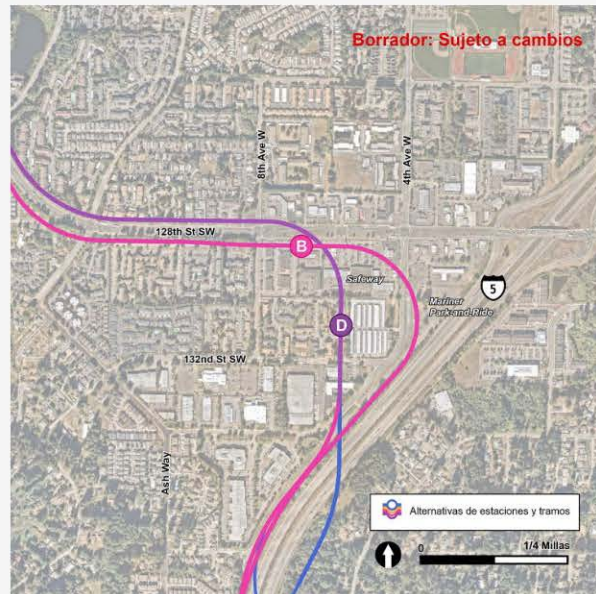 Borrador: Sujeto a cambios
8th Ave W
4th Ave W
128th St SW
B
Safeway
5
Mariner
Park-and-Ride
D
132nd St SW
Ash Way
Alternativas de estaciones y tramos
0
1/4 Millas